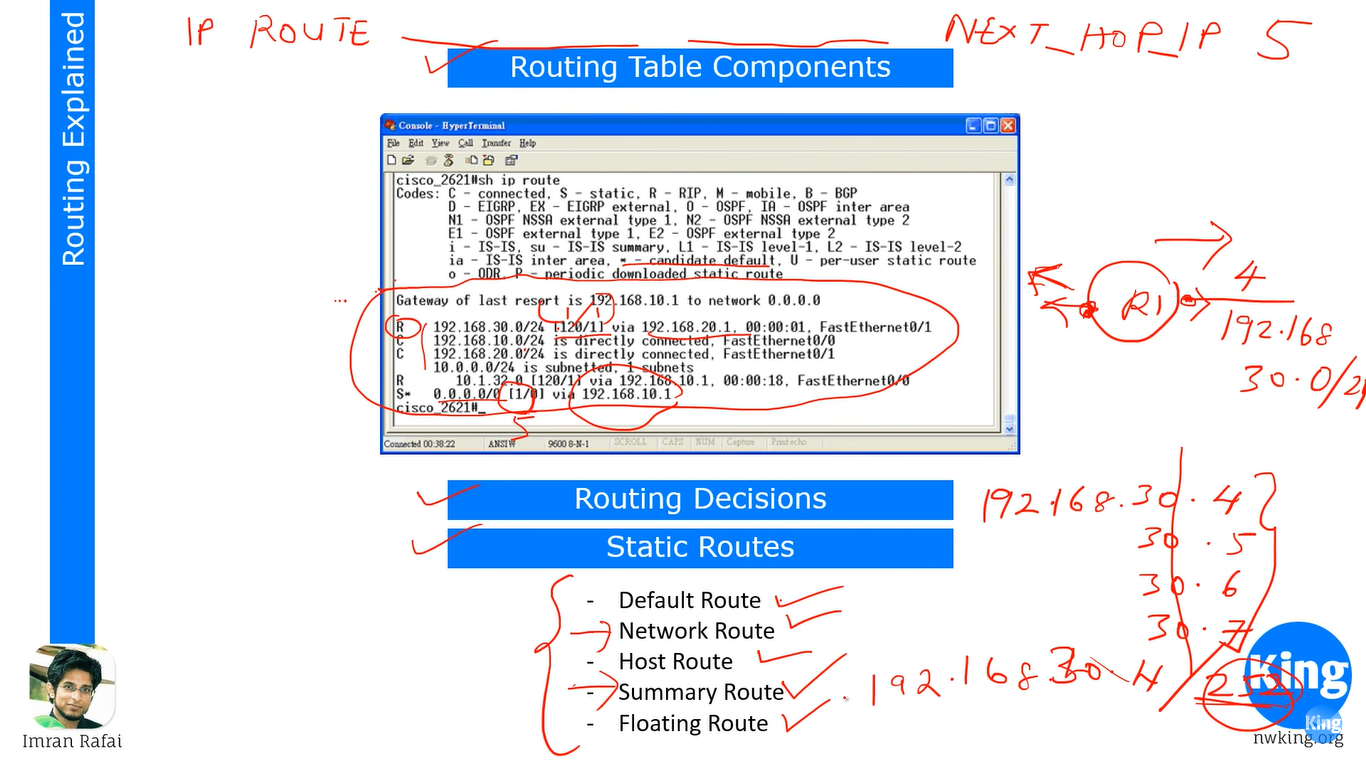 IP ROUTE NEXT_HOP_IP 5
Routing Explained
Routing Table Components
Console - HyperTerminal
File Edit View Call Transfer Help
cisco_2621#sh ip route
Codes: C - connected, S - static, R - RIP, M - mobile, B - BGP
D - EIGRP, EX - EIGRP external, O - OSPF, IA - OSPF inter area
N1 - OSPF NSSA external type 1, N2 - OSPF NSSA external type 2
E1 - OSPF external type 1, E2 - OSPF external type 2
i - IS-IS, su - IS-IS summary, L1 - IS-IS level-1, L2 - IS-IS level-2
ia - IS-IS inter area, * - candidate default, U - per-user static route
o - ODR, P - periodic downloaded static route
Gateway of last resort is 192.168.10.1 to network 0.0.0.0
1/1
R 192.168.30.0/24 [120/1] via 192.168.20.1, 00:00:01, FastEthernet0/1
C 192.168.10.0/24 is directly connected, FastEthernet0/0
C 192.168.20.0/24 is directly connected, FastEthernet0/1
10.0.0.0/24 is subnetted, 1 subnets
R 10.1.32.0 [120/1] via 192.168.10.1, 00:00:18, FastEthernet0/0
S* 0.0.0.0/0 [1/0] via 192.168.10.1
cisco_2621#_
5
Connected 00:38:22 ANSIW 9600 8-N-1 SCROLL CAPS NUM Capture Print echo
R1
4
192.168
30.0/24
Routing Decisions
Static Routes
- Default Route
- Network Route
- Host Route
- Summary Route
- Floating Route
192.168.30.4
30.5
30.6
30.7
192.168.30.4/252
Imran Rafai
King
King
nwking.org